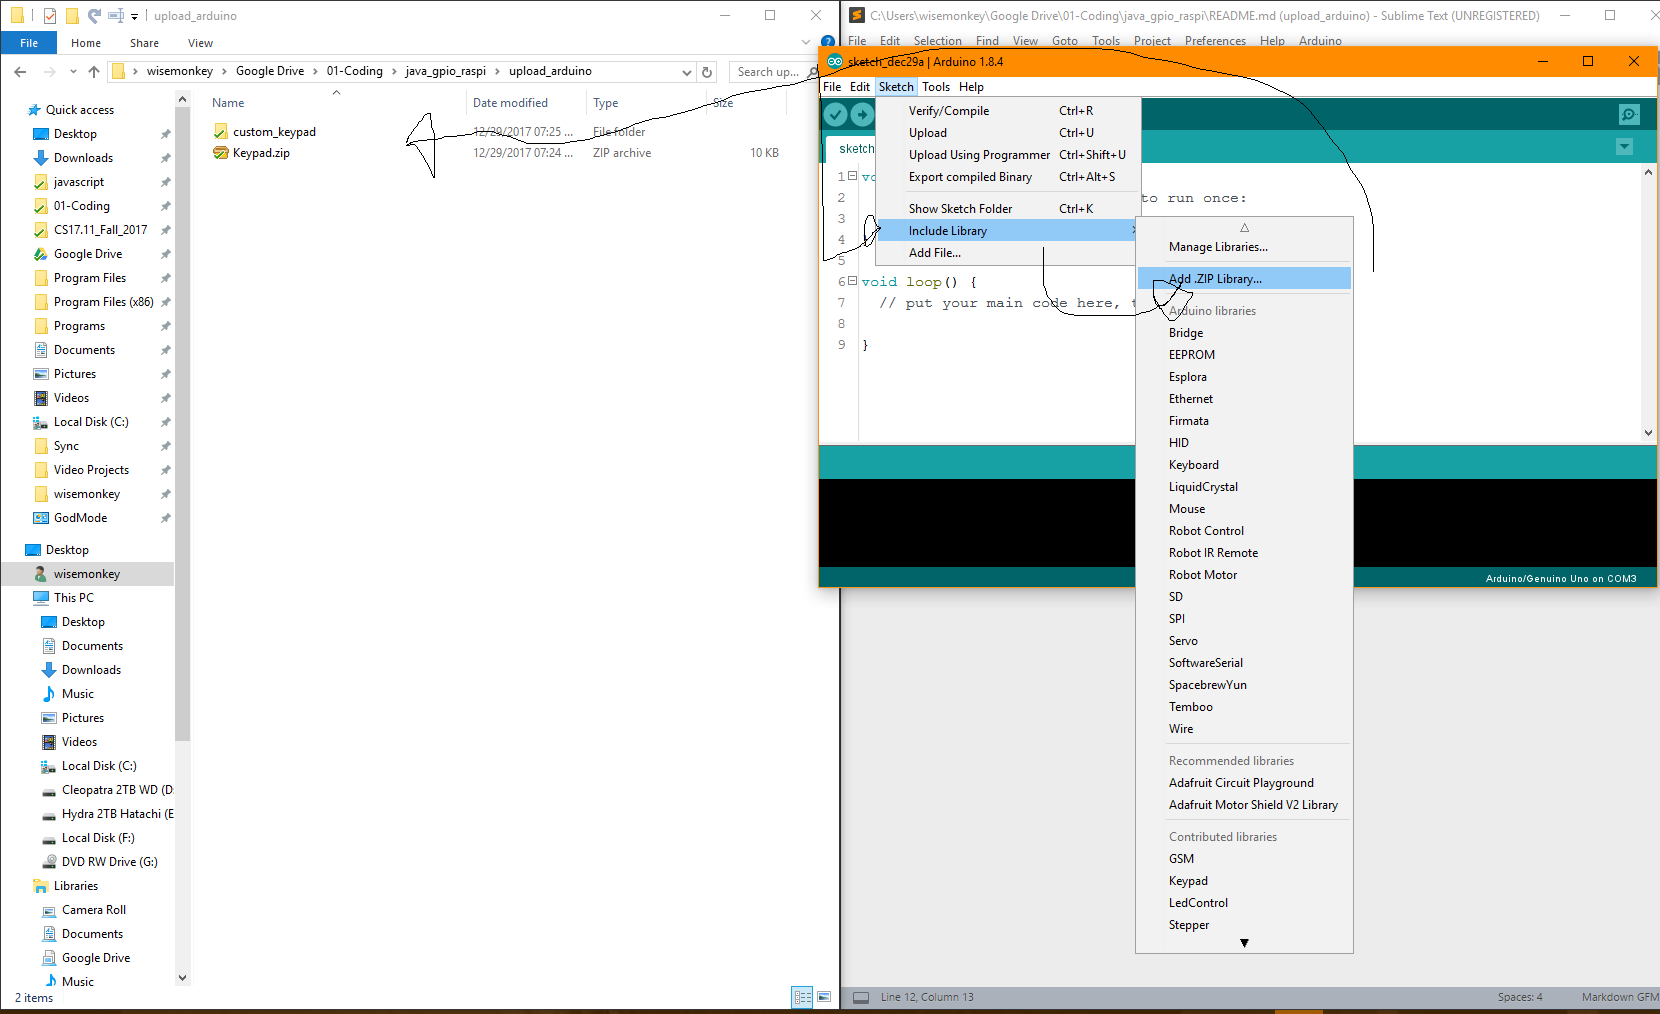 upload_arduino
File Home Share View
wisemonkey Google Drive 01-Coding java_gpio_raspi upload_arduino
Search up...
Name Date modified Type Size
custom_keypad 12/29/2017 07:25 ... File folder
Keypad.zip 12/29/2017 07:24 ... ZIP archive 10 KB
Quick access
Desktop
Downloads
javascript
01-Coding
CS17.11_Fall_2017
Google Drive
Program Files
Program Files (x86)
Programs
Documents
Pictures
Videos
Local Disk (C:)
Sync
Video Projects
wisemonkey
GodMode
Desktop
wisemonkey
This PC
Desktop
Documents
Downloads
Music
Pictures
Videos
Local Disk (C:)
Cleopatra 2TB WD (D:
Hydra 2TB Hatachi (E
Local Disk (F:)
DVD RW Drive (G:)
Libraries
Camera Roll
Documents
Google Drive
Music
2 items
C:\Users\wisemonkey\Google Drive\01-Coding\java_gpio_raspi\README.md (upload_arduino) - Sublime Text (UNREGISTERED)
File Edit Selection Find View Goto Tools Project Preferences Help Arduino
sketch_dec29a | Arduino 1.8.4
File Edit Sketch Tools Help
sketch
Verify/Compile Ctrl+R
Upload Ctrl+U
Upload Using Programmer Ctrl+Shift+U
Export compiled Binary Ctrl+Alt+S
Show Sketch Folder Ctrl+K
Include Library
Add File...
1 vo
2 to run once:
3
4
5
6 void loop() {
7 // put your main code here, t
8
9 }
Manage Libraries...
Add .ZIP Library...
Arduino libraries
Bridge
EEPROM
Esplora
Ethernet
Firmata
HID
Keyboard
LiquidCrystal
Mouse
Robot Control
Robot IR Remote
Robot Motor
SD
SPI
Servo
SoftwareSerial
SpacebrewYun
Temboo
Wire
Recommended libraries
Adafruit Circuit Playground
Adafruit Motor Shield V2 Library
Contributed libraries
GSM
Keypad
LedControl
Stepper
Arduino/Genuino Uno on COM3
Line 12, Column 13 Spaces: 4 Markdown GFM